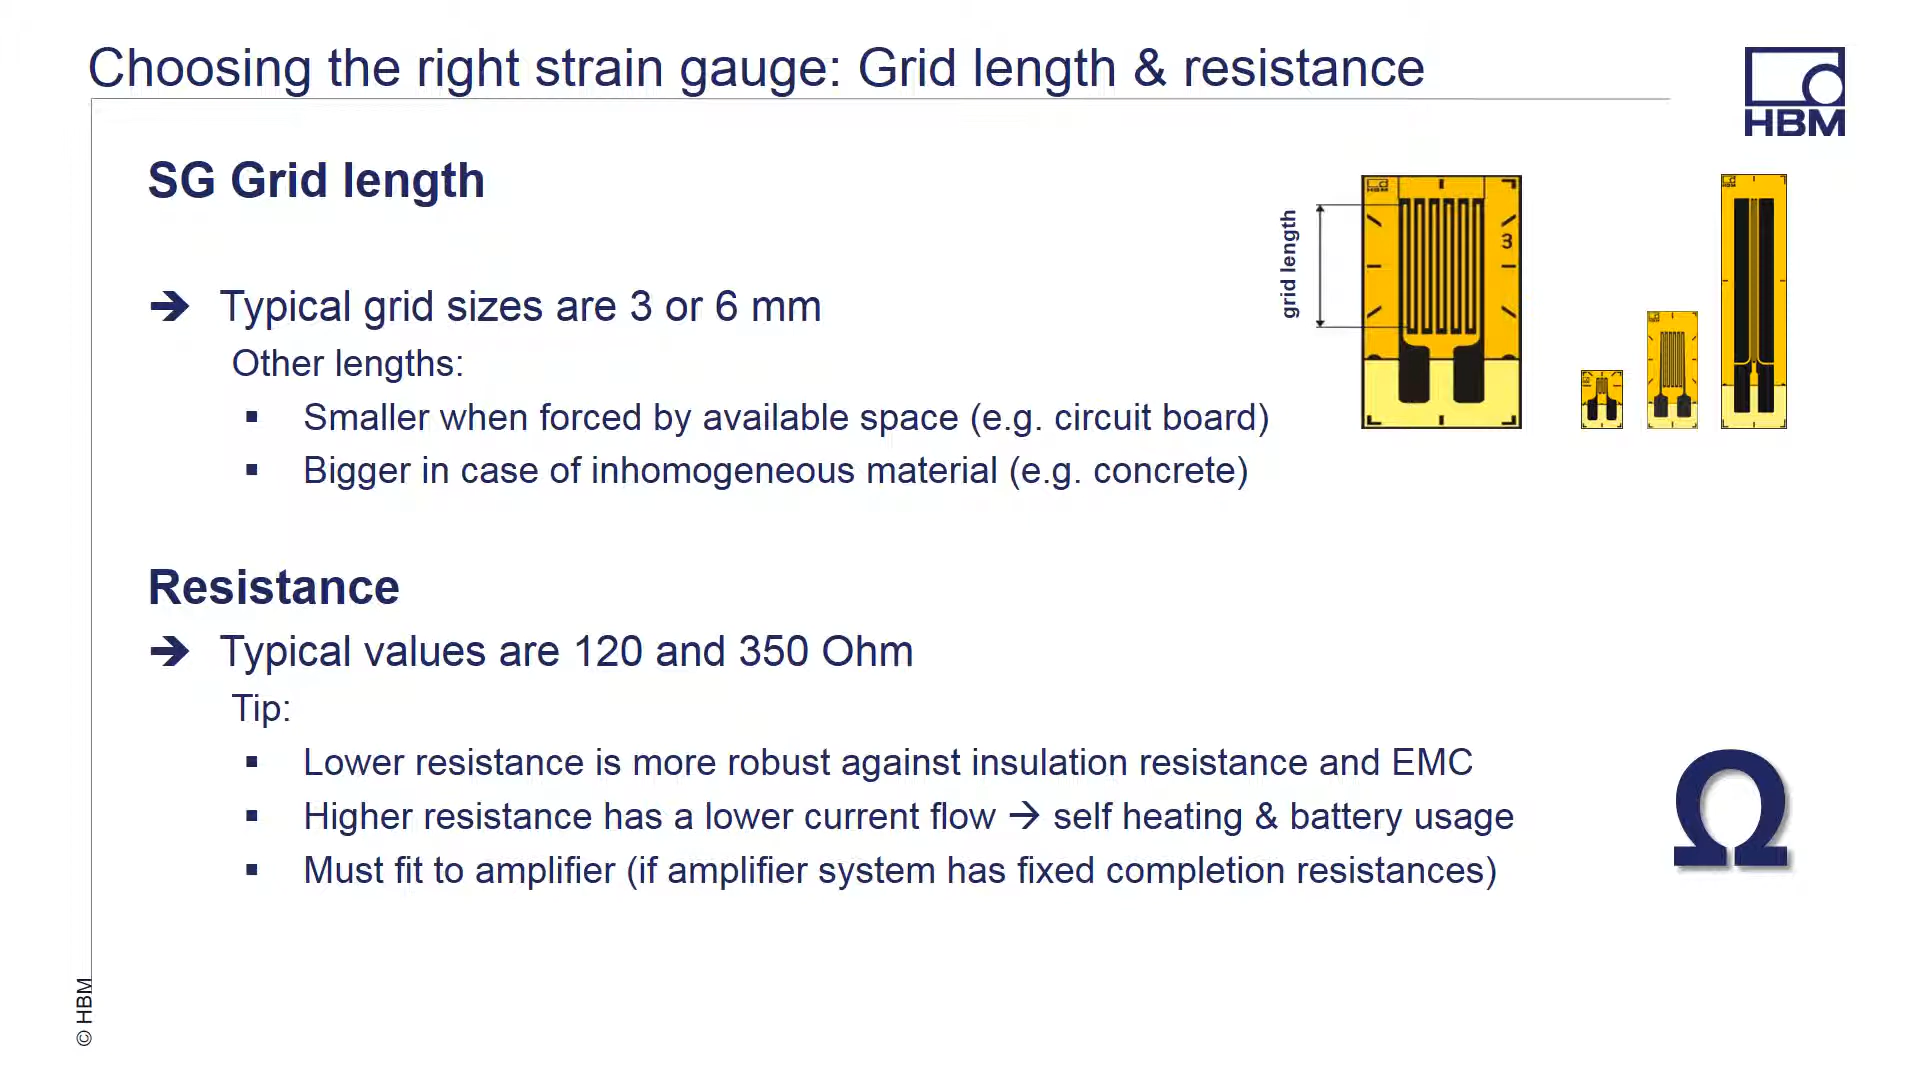 Choosing the right strain gauge: Grid length & resistance
HBM
SG Grid length
grid length
HBM
3
➔ Typical grid sizes are 3 or 6 mm
Other lengths:
▪ Smaller when forced by available space (e.g. circuit board)
▪ Bigger in case of inhomogeneous material (e.g. concrete)
Resistance
➔ Typical values are 120 and 350 Ohm
Tip:
▪ Lower resistance is more robust against insulation resistance and EMC
▪ Higher resistance has a lower current flow → self heating & battery usage
▪ Must fit to amplifier (if amplifier system has fixed completion resistances)
Ω
© HBM